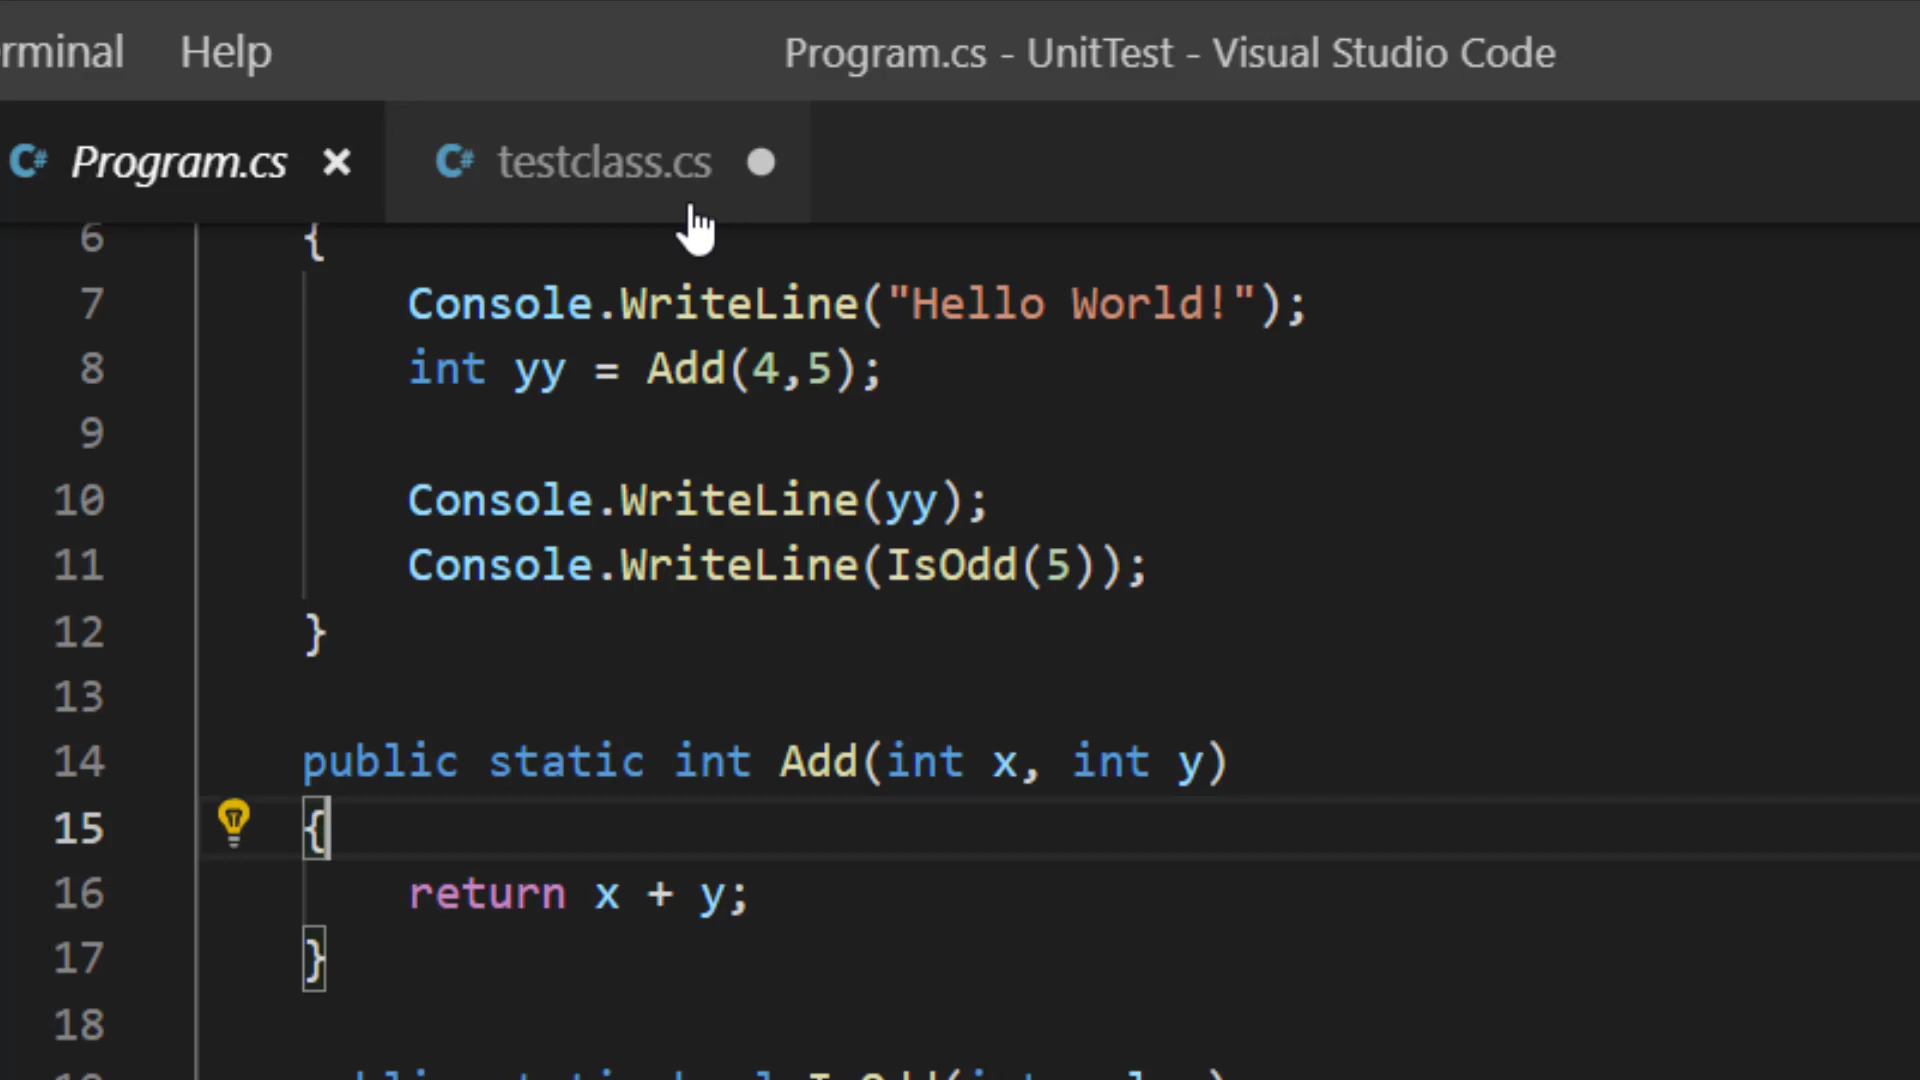 Help Program.cs - UnitTest - Visual Studio Code
C# Program.cs × C# testclass.cs
6 {
7 Console.WriteLine("Hello World!");
8 int yy = Add(4,5);
9
10 Console.WriteLine(yy);
11 Console.WriteLine(IsOdd(5));
12 }
13
14 public static int Add(int x, int y)
15 {
16 return x + y;
17 }
18